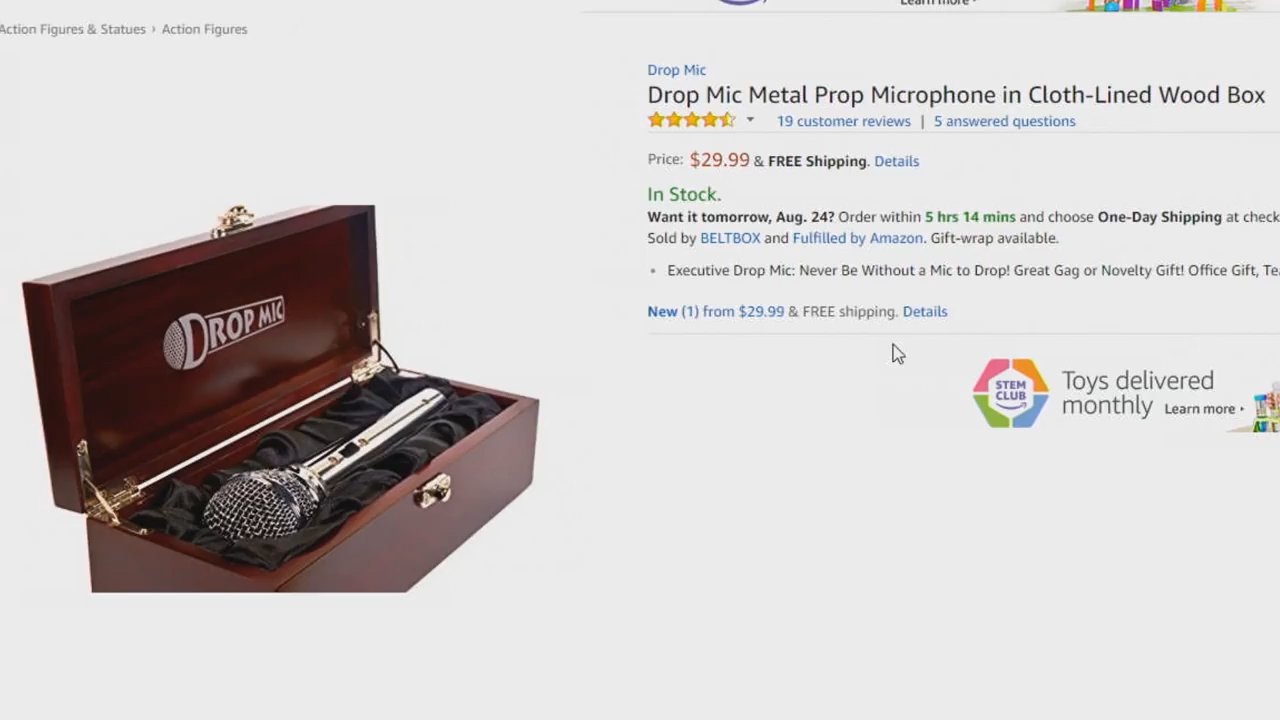 Learn more
Action Figures & Statues › Action Figures
Drop Mic
Drop Mic Metal Prop Microphone in Cloth-Lined Wood Box
19 customer reviews | 5 answered questions
Price: $29.99 & FREE Shipping. Details
In Stock.
Want it tomorrow, Aug. 24? Order within 5 hrs 14 mins and choose One-Day Shipping at check
Sold by BELTBOX and Fulfilled by Amazon. Gift-wrap available.
• Executive Drop Mic: Never Be Without a Mic to Drop! Great Gag or Novelty Gift! Office Gift, Te
New (1) from $29.99 & FREE shipping. Details
DROP MIC
STEM
CLUB
Toys delivered
monthly Learn more ›